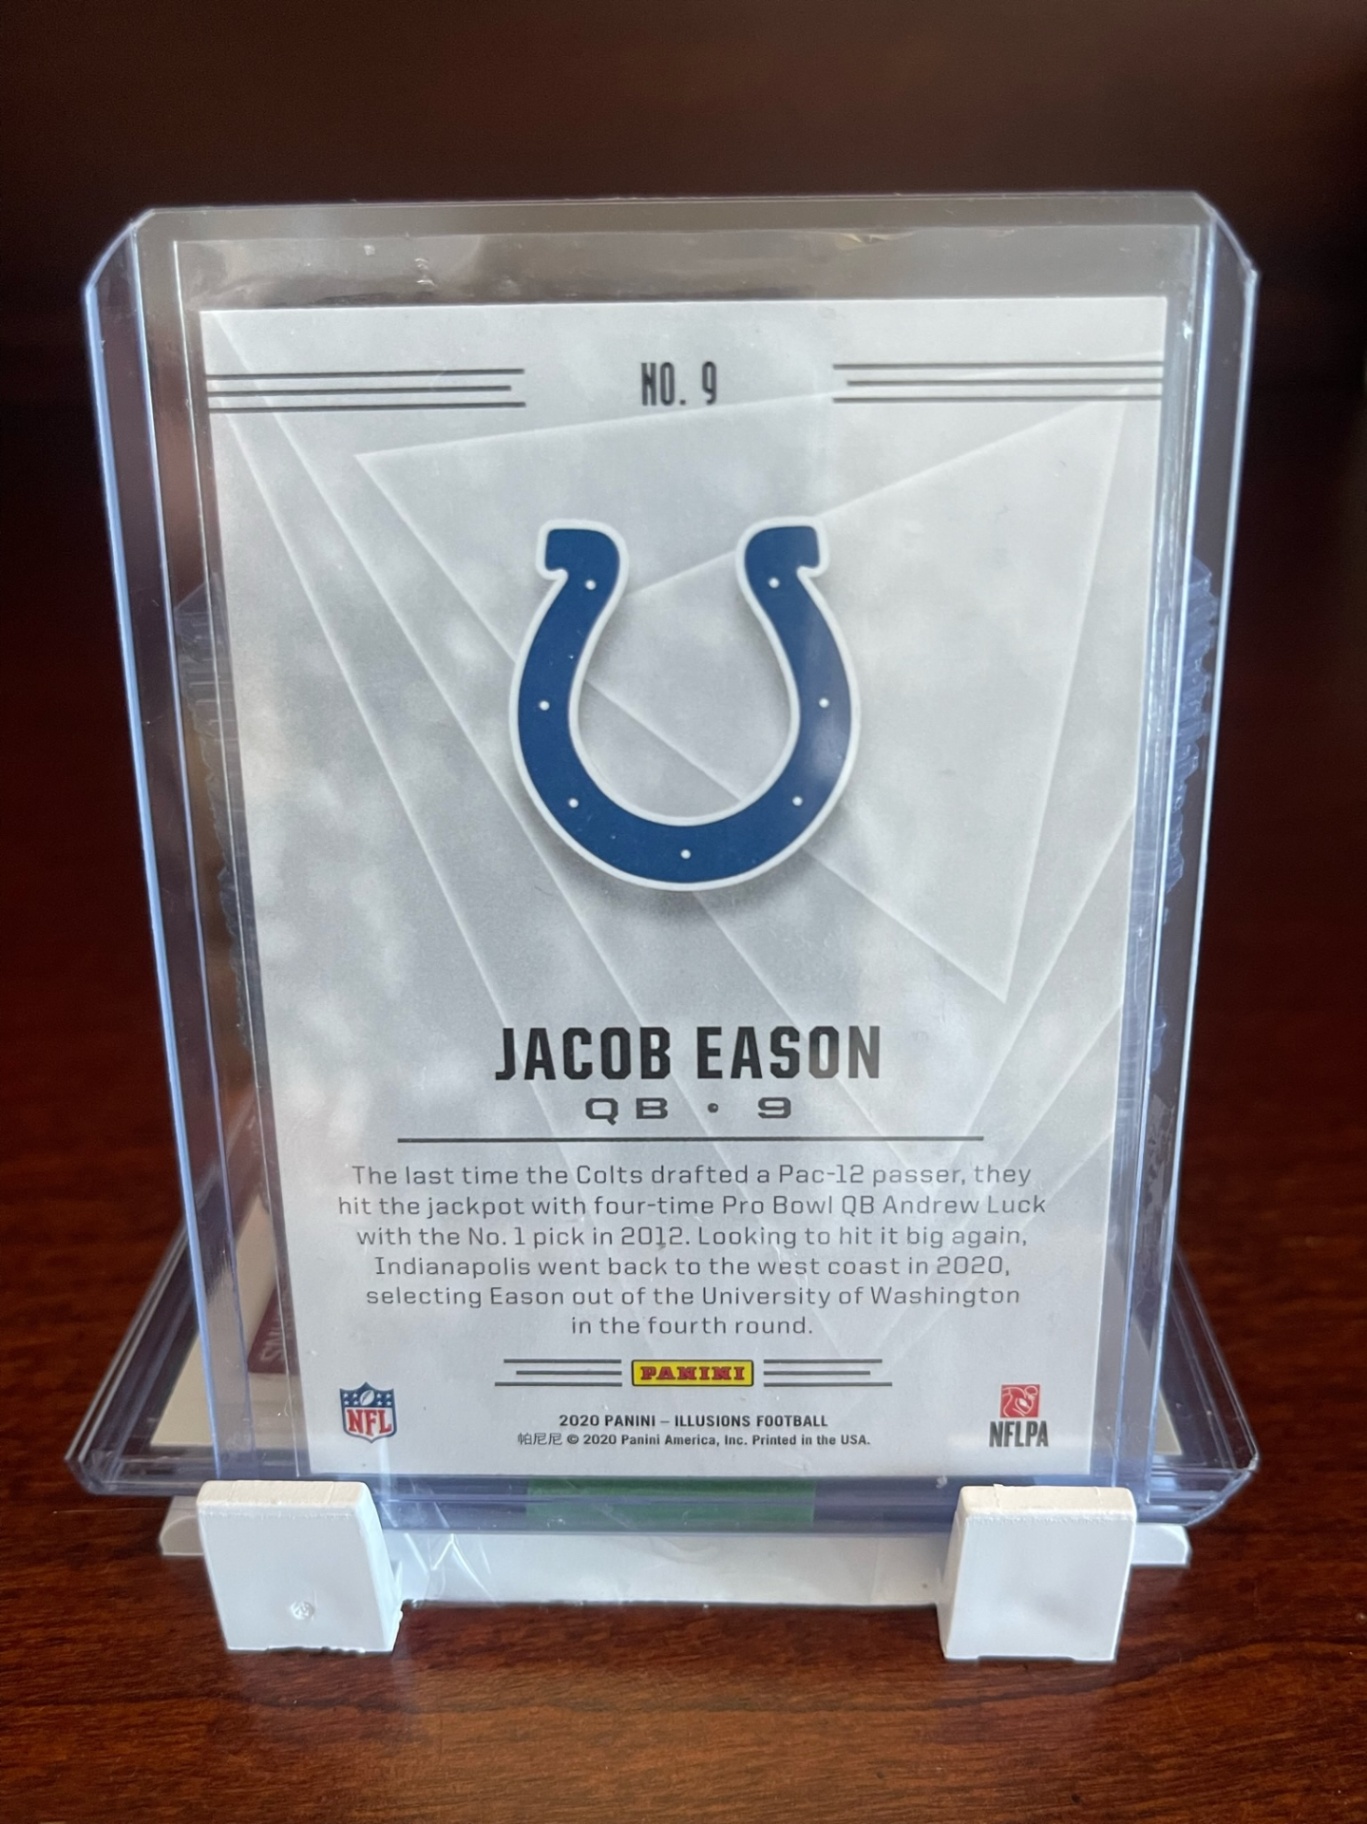 NO. 9
JACOB EASON
QB • 9
The last time the Colts drafted a Pac-12 passer, they
hit the jackpot with four-time Pro Bowl QB Andrew Luck
with the No. 1 pick in 2012. Looking to hit it big again,
Indianapolis went back to the west coast in 2020,
selecting Eason out of the University of Washington
in the fourth round.
PANINI
NFL
2020 PANINI – ILLUSIONS FOOTBALL
帕尼尼 © 2020 Panini America, Inc. Printed in the USA.
NFLPA